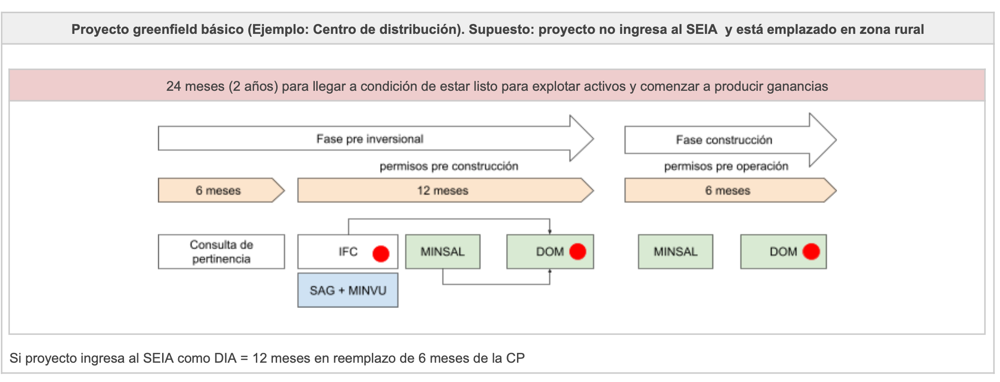 Proyecto greenfield básico (Ejemplo: Centro de distribución). Supuesto: proyecto no ingresa al SEIA  y está emplazado en zona rural
24 meses (2 años) para llegar a condición de estar listo para explotar activos y comenzar a producir ganancias
Fase pre inversional
Fase construcción
permisos pre construcción
permisos pre operación
6 meses
12 meses
6 meses
Consulta de
pertinencia
IFC
MINSAL
DOM
MINSAL
DOM
SAG + MINVU
Si proyecto ingresa al SEIA como DIA = 12 meses en reemplazo de 6 meses de la CP